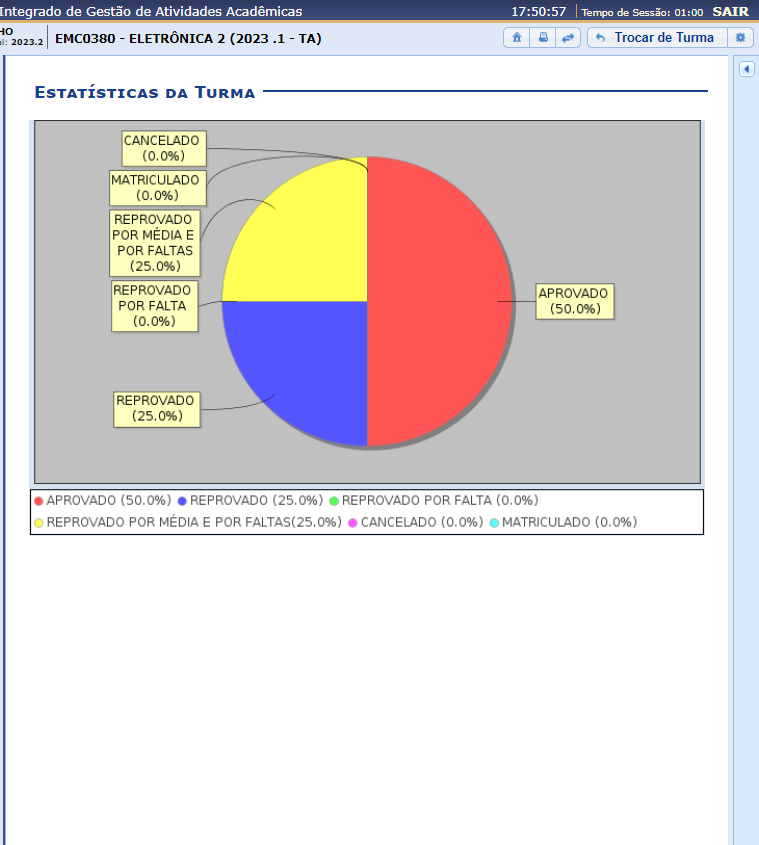 Integrado de Gestão de Atividades Acadêmicas 17:50:57 Tempo de Sessão: 01:00 SAIR
HO
el: 2023.2 EMC0380 - ELETRÔNICA 2 (2023 .1 - TA) Trocar de Turma
Estatísticas da Turma
CANCELADO
(0.0%)
MATRICULADO
(0.0%)
REPROVADO
POR MÉDIA E
POR FALTAS
(25.0%)
REPROVADO
POR FALTA
(0.0%)
APROVADO
(50.0%)
REPROVADO
(25.0%)
APROVADO (50.0%) REPROVADO (25.0%) REPROVADO POR FALTA (0.0%)
REPROVADO POR MÉDIA E POR FALTAS(25.0%) CANCELADO (0.0%) MATRICULADO (0.0%)